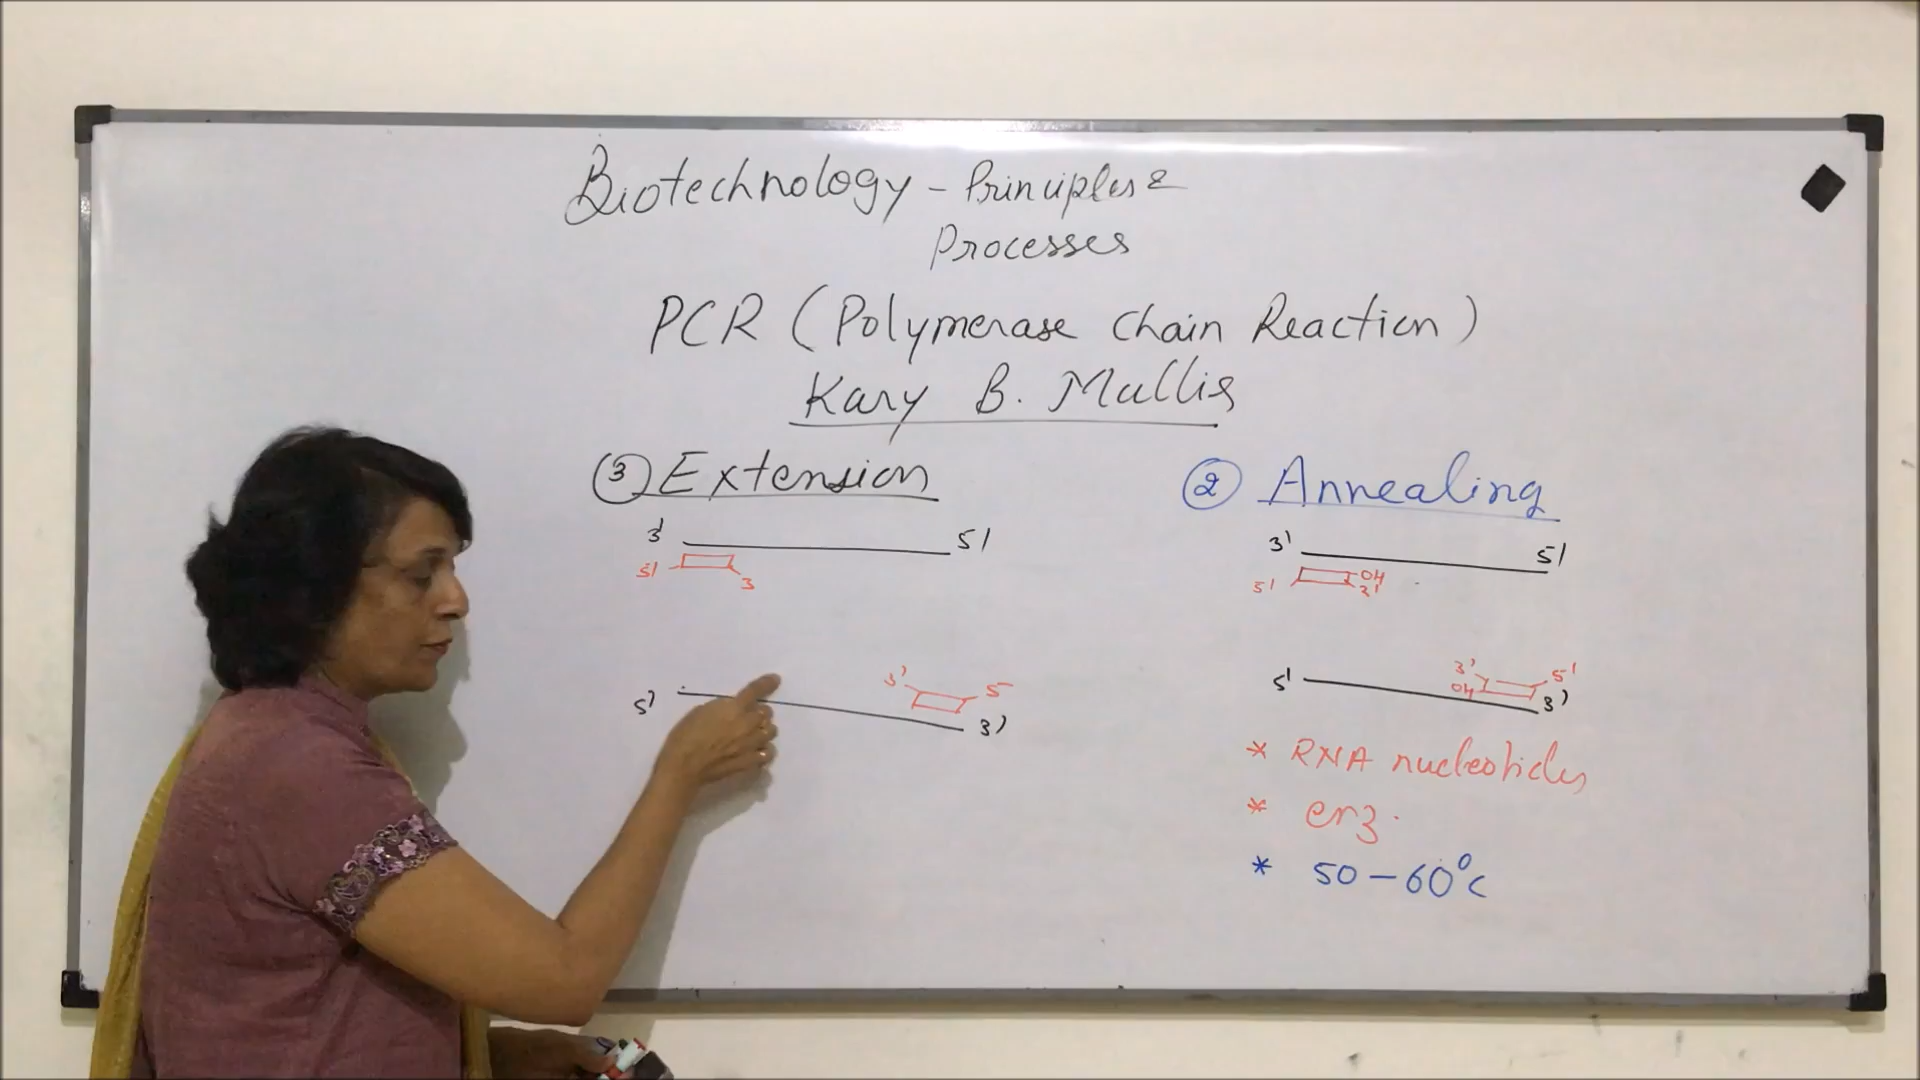 Biotechnology - Principles &
Processes
PCR (Polymerase Chain Reaction)
Kary B. Mullis
③ Extension
3' 5'
5' 3
5' 3'
3' 5
② Annealing
3' 5'
5' OH
3'
3' 5'
OH
5' 3'
* RNA nucleotides
* enz.
* 50-60°C